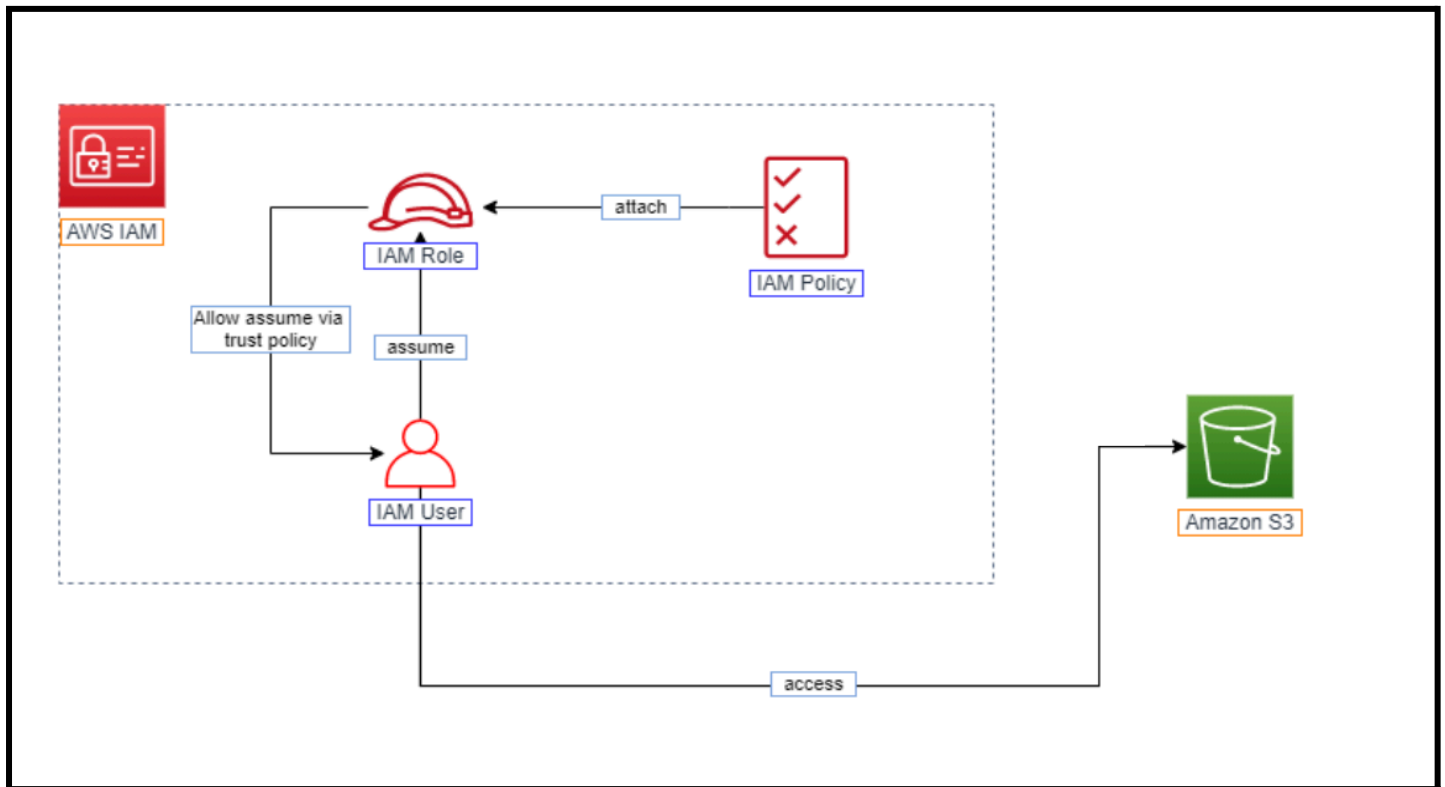 AWS IAM
IAM Role
attach
IAM Policy
Allow assume via
trust policy
assume
IAM User
Amazon S3
access